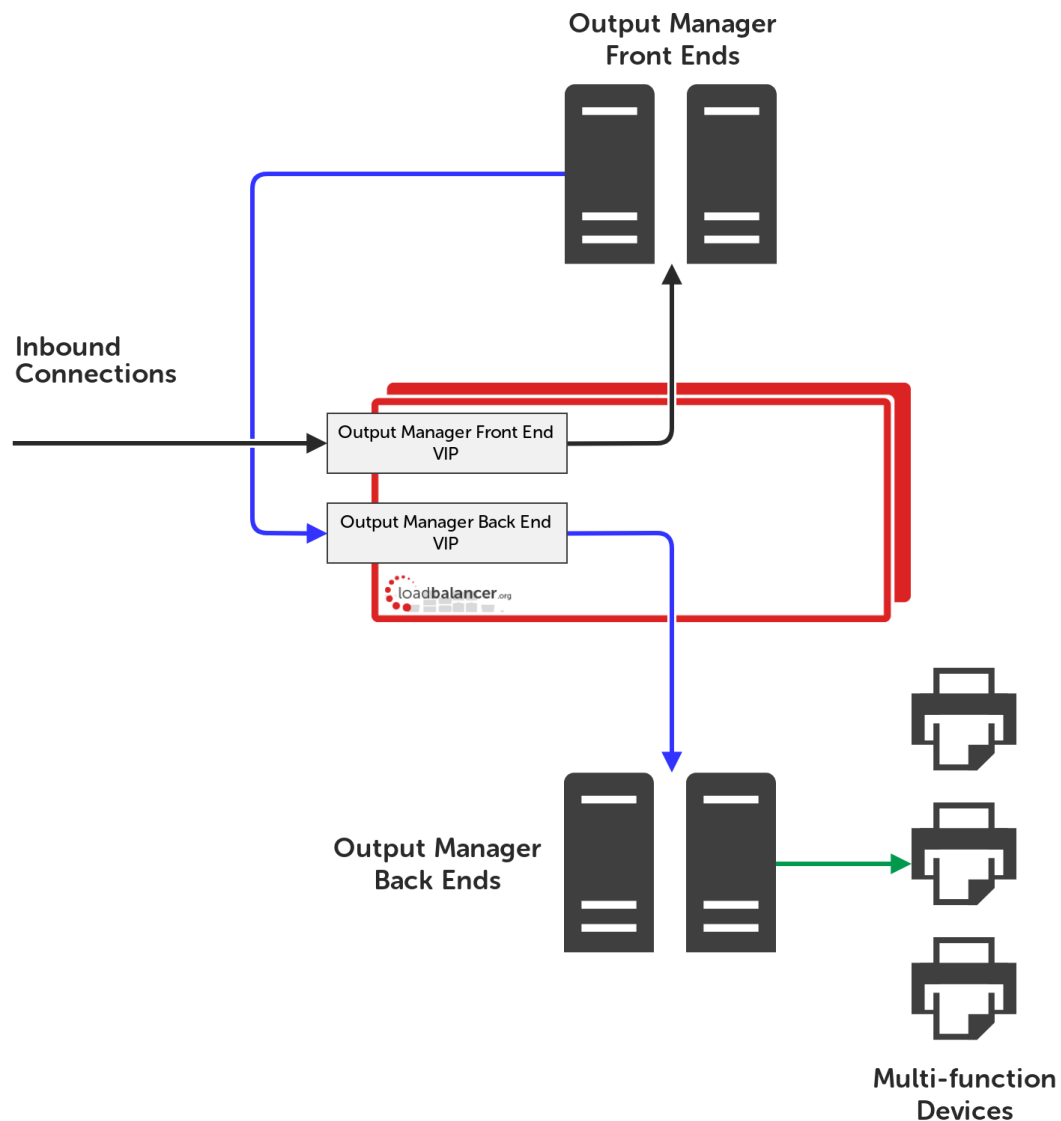 Output Manager
Front Ends
Inbound
Connections
Output Manager Front End
VIP
Output Manager Back End
VIP
loadbalancer.org
Output Manager
Back Ends
Multi-function
Devices